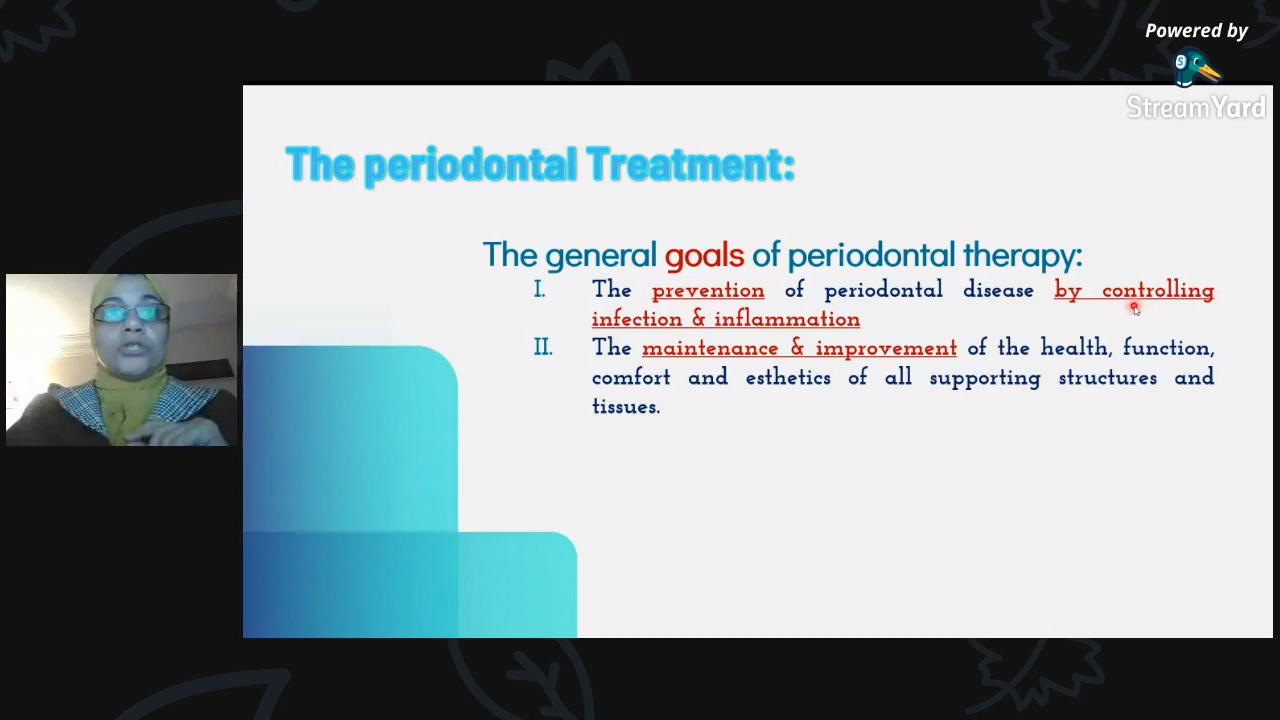 Powered by
StreamYard
The periodontal Treatment:
The general goals of periodontal therapy:
I. The prevention of periodontal disease by controlling
infection & inflammation
II. The maintenance & improvement of the health, function,
comfort and esthetics of all supporting structures and
tissues.